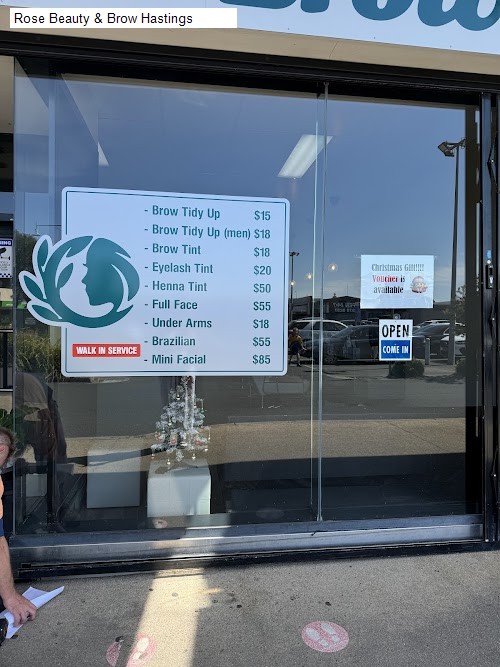 Rose Beauty & Brow Hastings
- Brow Tidy Up $15
- Brow Tidy Up (men) $18
- Brow Tint $18
- Eyelash Tint $20
- Henna Tint $50
- Full Face $55
- Under Arms $18
- Brazilian $55
- Mini Facial $85
WALK IN SERVICE
Christmas Gift!!!!
Voucher is
available
OPEN
COME IN